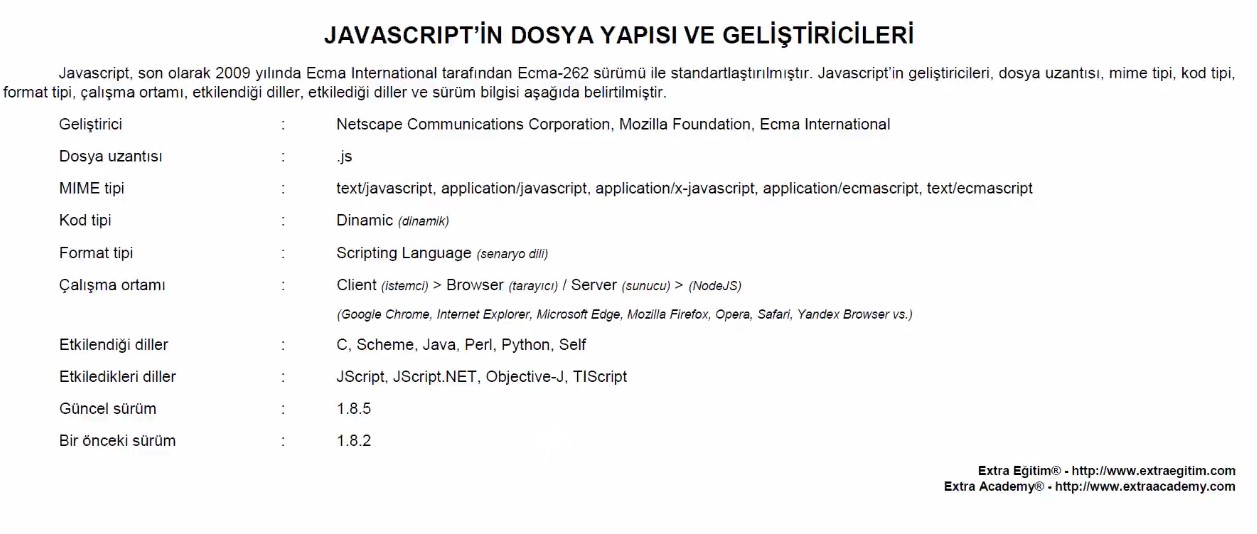 JAVASCRIPT'İN DOSYA YAPISI VE GELİŞTİRİCİLERİ
Javascript, son olarak 2009 yılında Ecma International tarafından Ecma-262 sürümü ile standartlaştırılmıştır. Javascript'in geliştiricileri, dosya uzantısı, mime tipi, kod tipi,
format tipi, çalışma ortamı, etkilendiği diller, etkilediği diller ve sürüm bilgisi aşağıda belirtilmiştir.
Geliştirici : Netscape Communications Corporation, Mozilla Foundation, Ecma International
Dosya uzantısı : .js
MIME tipi : text/javascript, application/javascript, application/x-javascript, application/ecmascript, text/ecmascript
Kod tipi : Dinamic (dinamik)
Format tipi : Scripting Language (senaryo dili)
Çalışma ortamı : Client (istemci) > Browser (tarayıcı) / Server (sunucu) > (NodeJS)
(Google Chrome, Internet Explorer, Microsoft Edge, Mozilla Firefox, Opera, Safari, Yandex Browser vs.)
Etkilendiği diller : C, Scheme, Java, Perl, Python, Self
Etkiledikleri diller : JScript, JScript.NET, Objective-J, TIScript
Güncel sürüm : 1.8.5
Bir önceki sürüm : 1.8.2
Extra Eğitim® - http://www.extraegitim.com
Extra Academy® - http://www.extraacademy.com